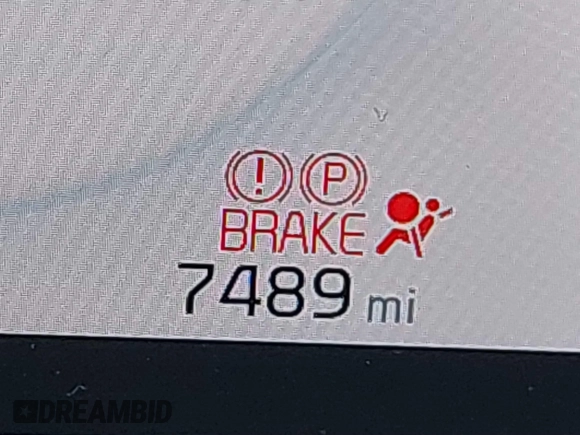 ! P
BRAKE
7489 mi
DREAMBID